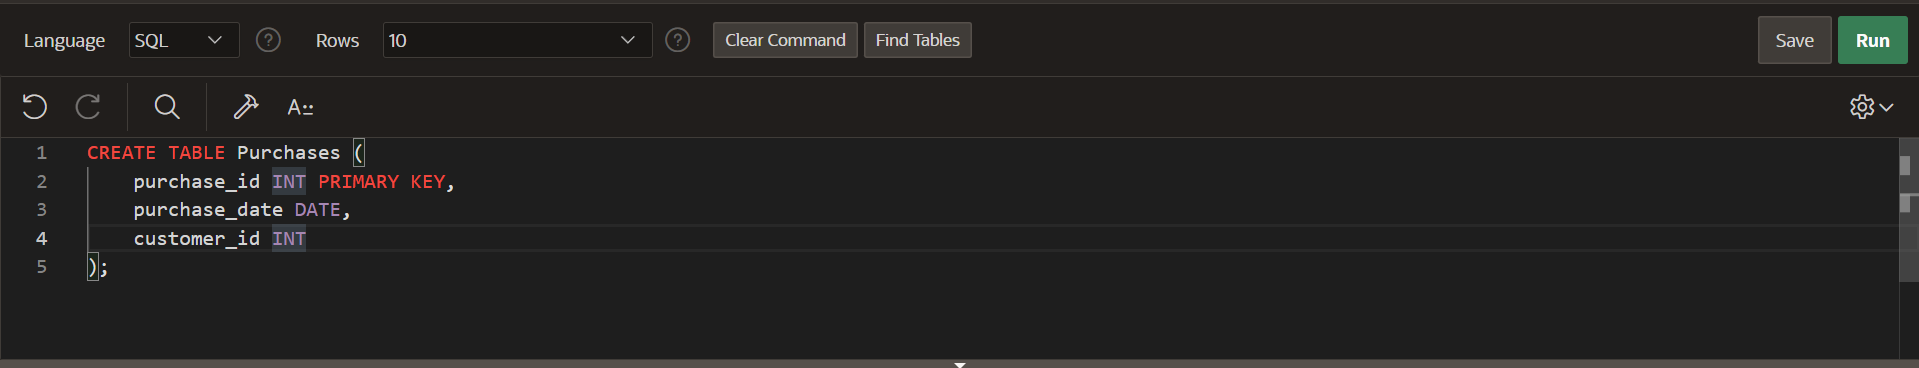 Language SQL ? Rows 10 ? Clear Command Find Tables Save Run
A
1 CREATE TABLE Purchases (
2 purchase_id INT PRIMARY KEY,
3 purchase_date DATE,
4 customer_id INT
5 );